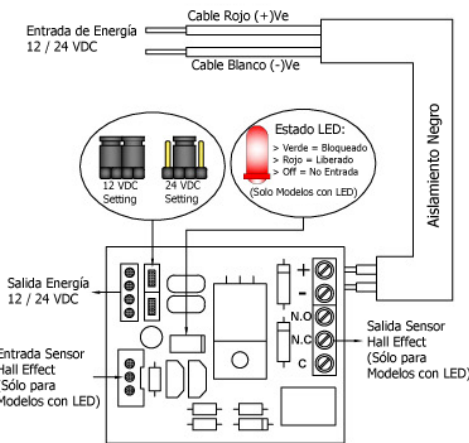 Cable Rojo (+)Ve
Entrada de Energía
12 / 24 VDC
Cable Blanco (-)Ve
Aislamiento Negro
12 VDC
Setting
24 VDC
Setting
Estado LED:
> Verde = Bloqueado
> Rojo = Liberado
> Off = No Entrada
(Solo Modelos con LED)
Salida Energía
12 / 24 VDC
+
-
N.O
N.C
C
Salida Sensor
Hall Effect
(Sólo para
Modelos con LED)
Entrada Sensor
Hall Effect
(Sólo para
Modelos con LED)